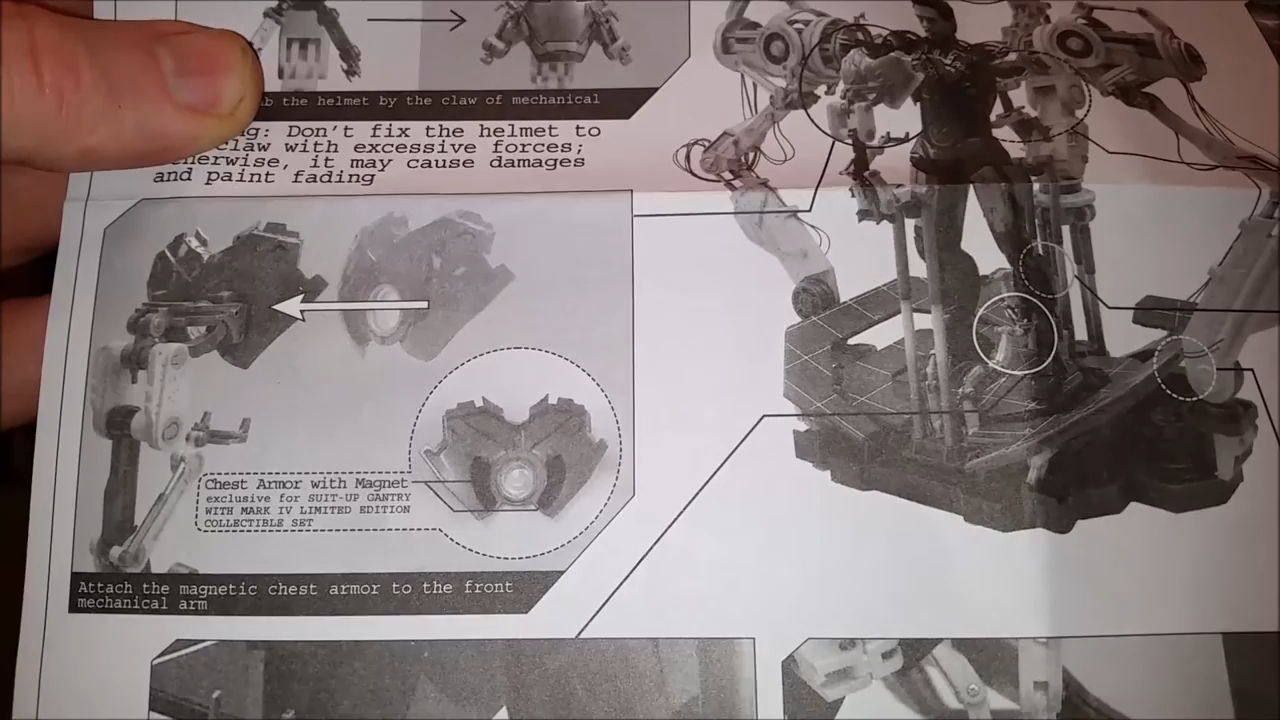 the helmet by the claw of mechanical
Don't fix the helmet to
claw with excessive forces;
it may cause damages
and paint fading
Chest Armor with Magnet
exclusive for SUIT-UP GANTRY
WITH MARK IV LIMITED EDITION
COLLECTIBLE SET
Attach the magnetic chest armor to the front
mechanical arm